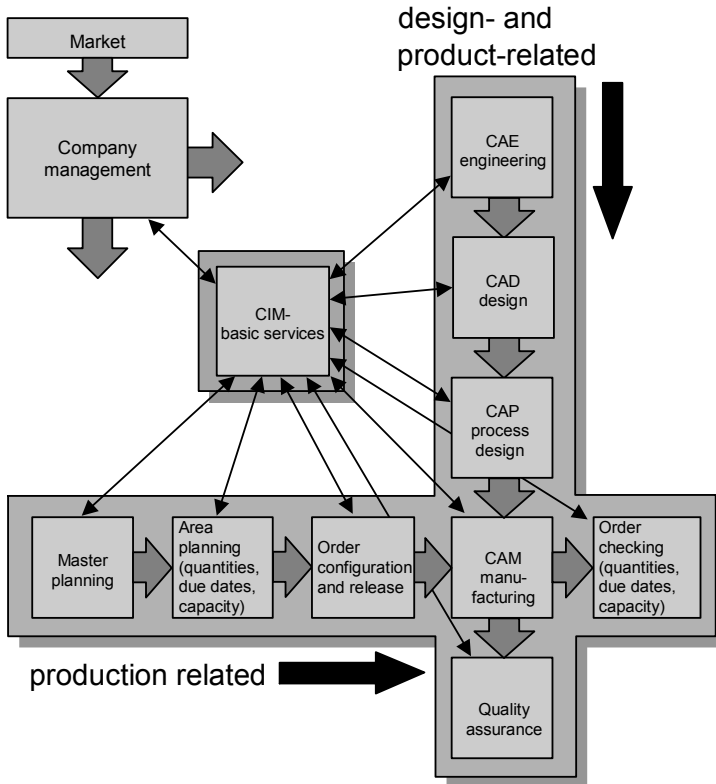 design- and
product-related
Market
Company
management
CAE
engineering
CAD
design
CIM-
basic services
CAP
process
design
Master
planning
Area
planning
(quantities,
due dates,
capacity)
Order
configuration
and release
CAM
manu-
facturing
Order
checking
(quantities,
due dates,
capacity)
production related
Quality
assurance